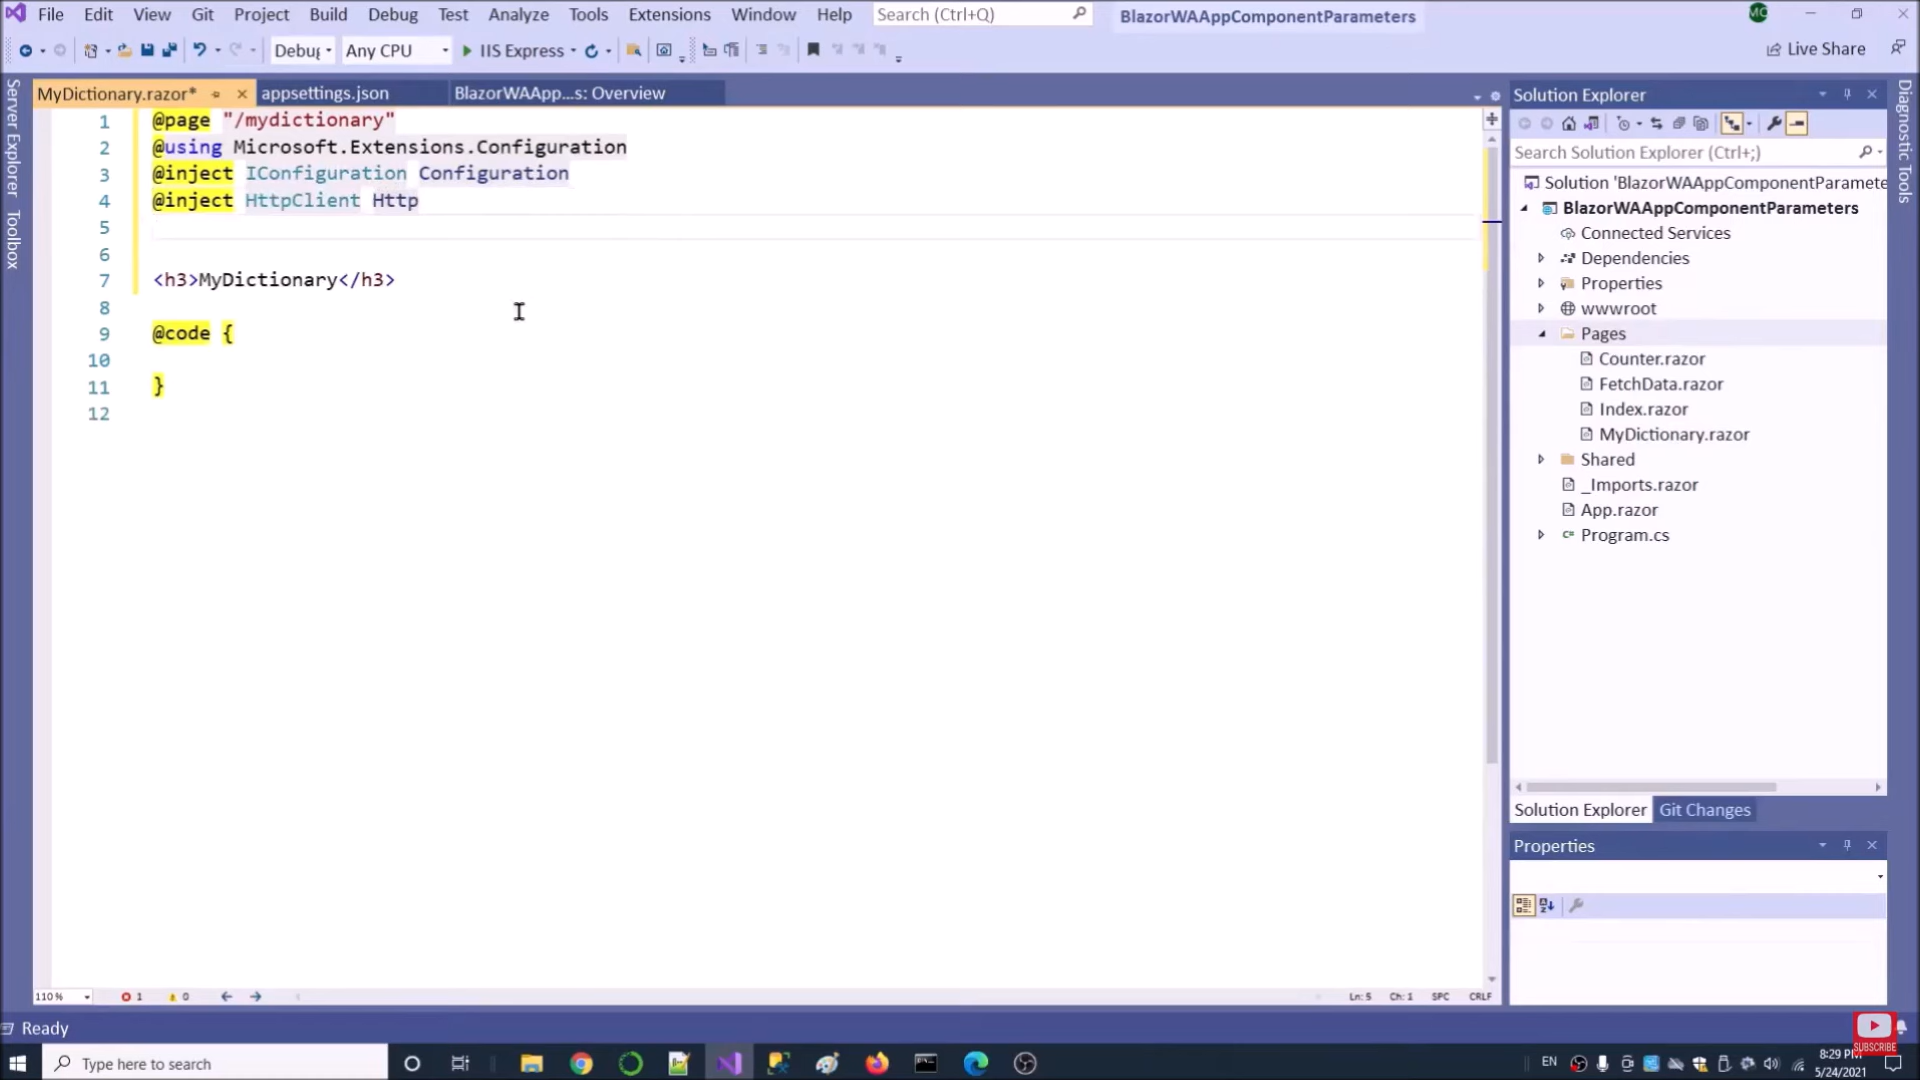 File Edit View Git Project Build Debug Test Analyze Tools Extensions Window Help Search (Ctrl+Q) BlazorWAAppComponentParameters MC
Debug Any CPU IIS Express Live Share
MyDictionary.razor* appsettings.json BlazorWAApp...s: Overview
Server Explorer
Toolbox
1 @page "/mydictionary"
2 @using Microsoft.Extensions.Configuration
3 @inject IConfiguration Configuration
4 @inject HttpClient Http
5
6
7 <h3>MyDictionary</h3>
8
9 @code {
10
11 }
12
110 % 1 0 Ln: 5 Ch: 1 SPC CRLF
Solution Explorer
Search Solution Explorer (Ctrl+;)
Solution 'BlazorWAAppComponentParamete
BlazorWAAppComponentParameters
Connected Services
Dependencies
Properties
wwwroot
Pages
Counter.razor
FetchData.razor
Index.razor
MyDictionary.razor
Shared
_Imports.razor
App.razor
Program.cs
Solution Explorer Git Changes
Properties
Diagnostic Tools
Ready
SUBSCRIBE
Type here to search
EN
8:29 PM
5/24/2021